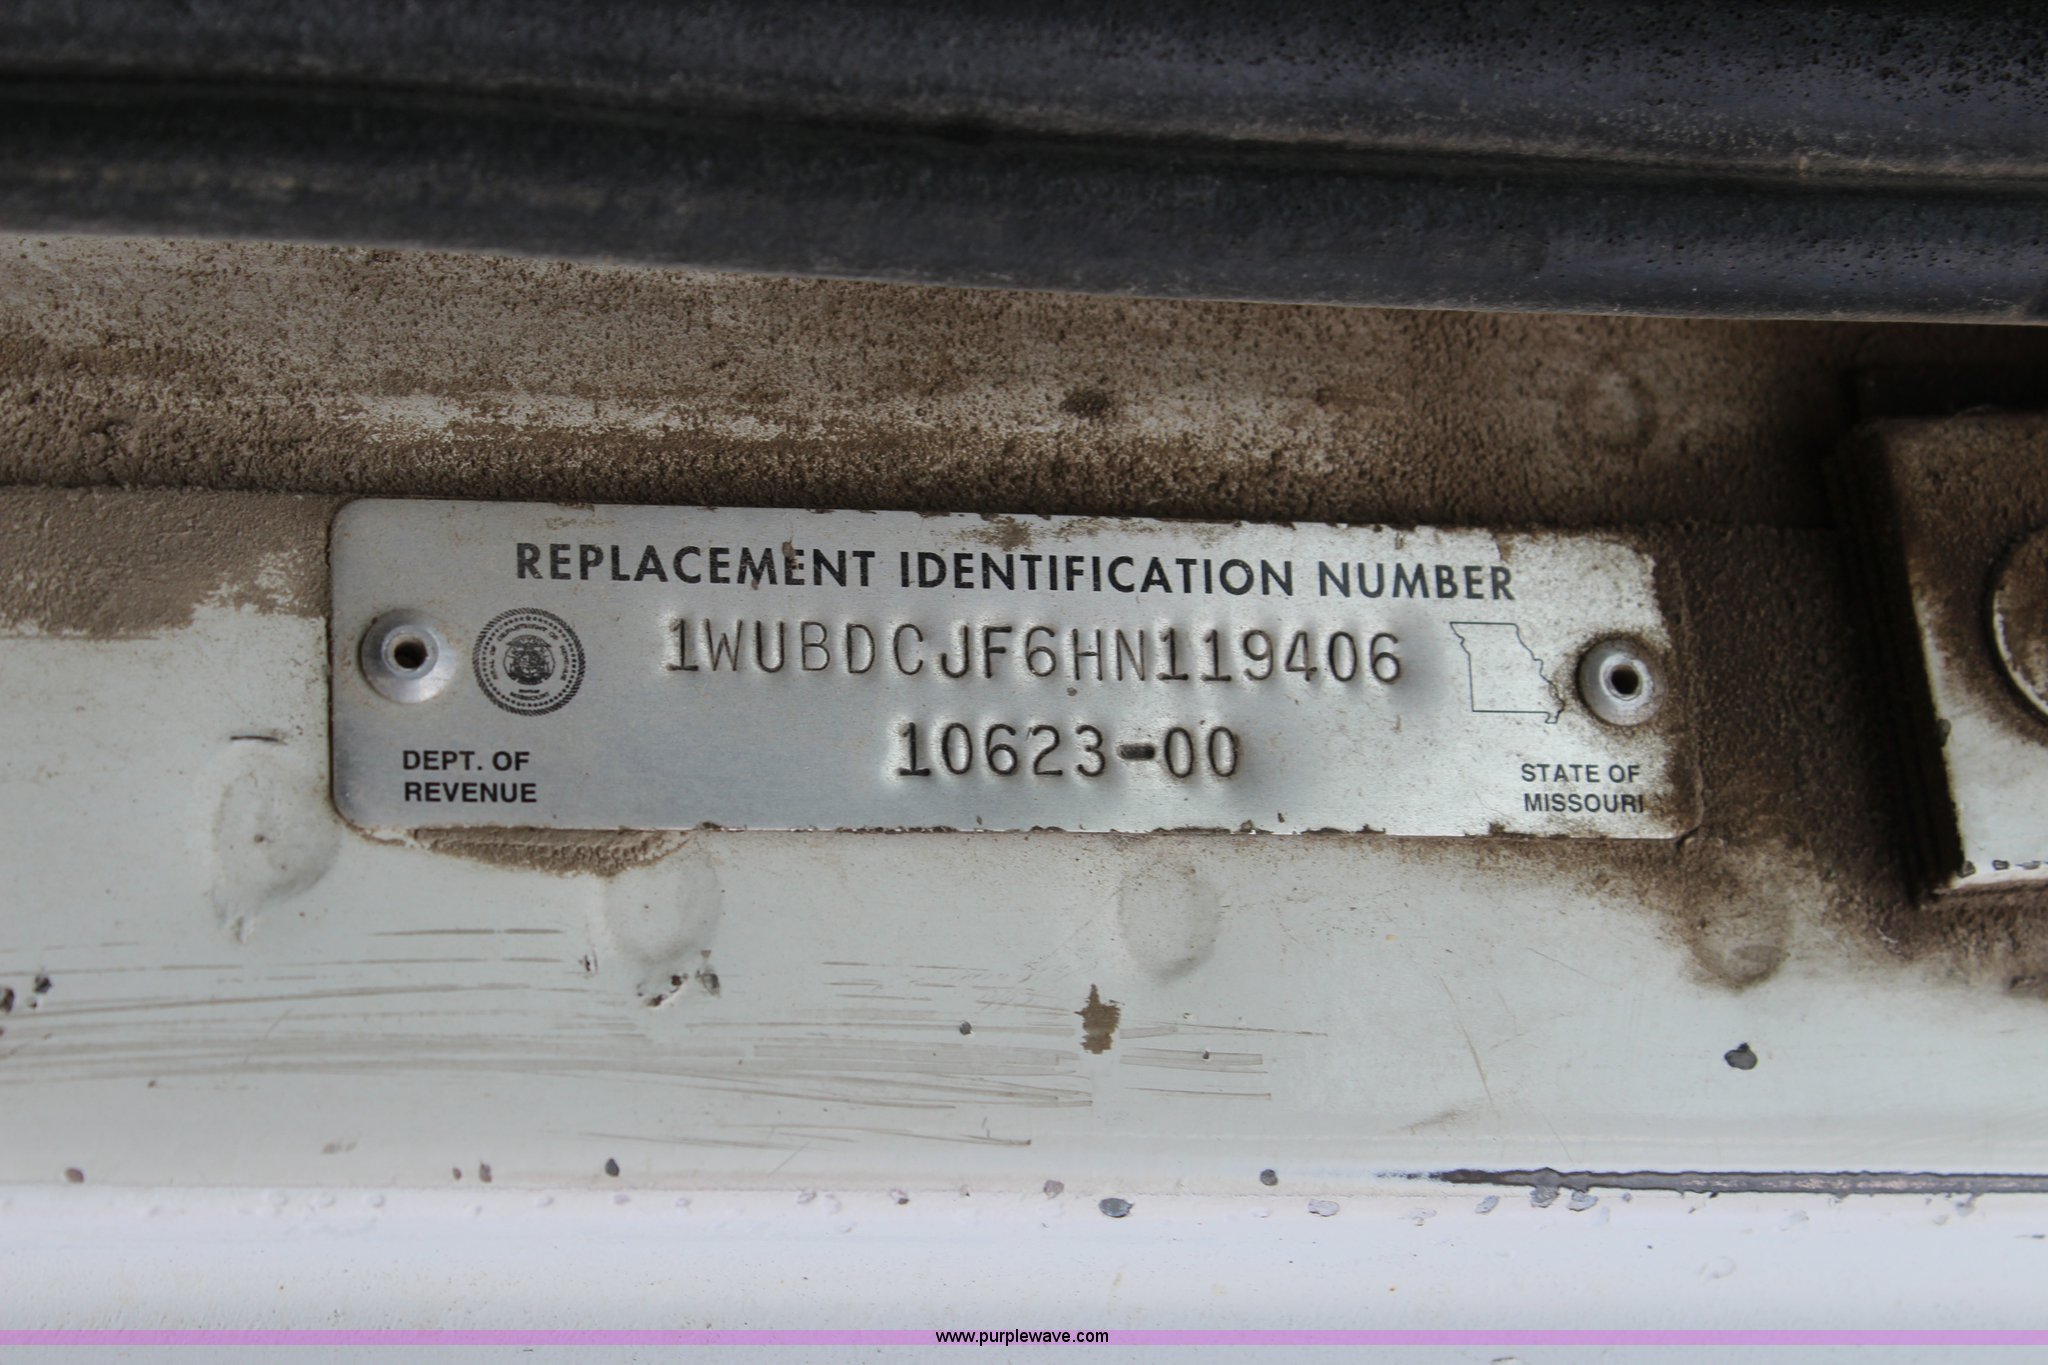 REPLACEMENT IDENTIFICATION NUMBER
1WUBDCJF6HN119406
10623-00
DEPT. OF
REVENUE
STATE OF
MISSOURI
www.purplewave.com